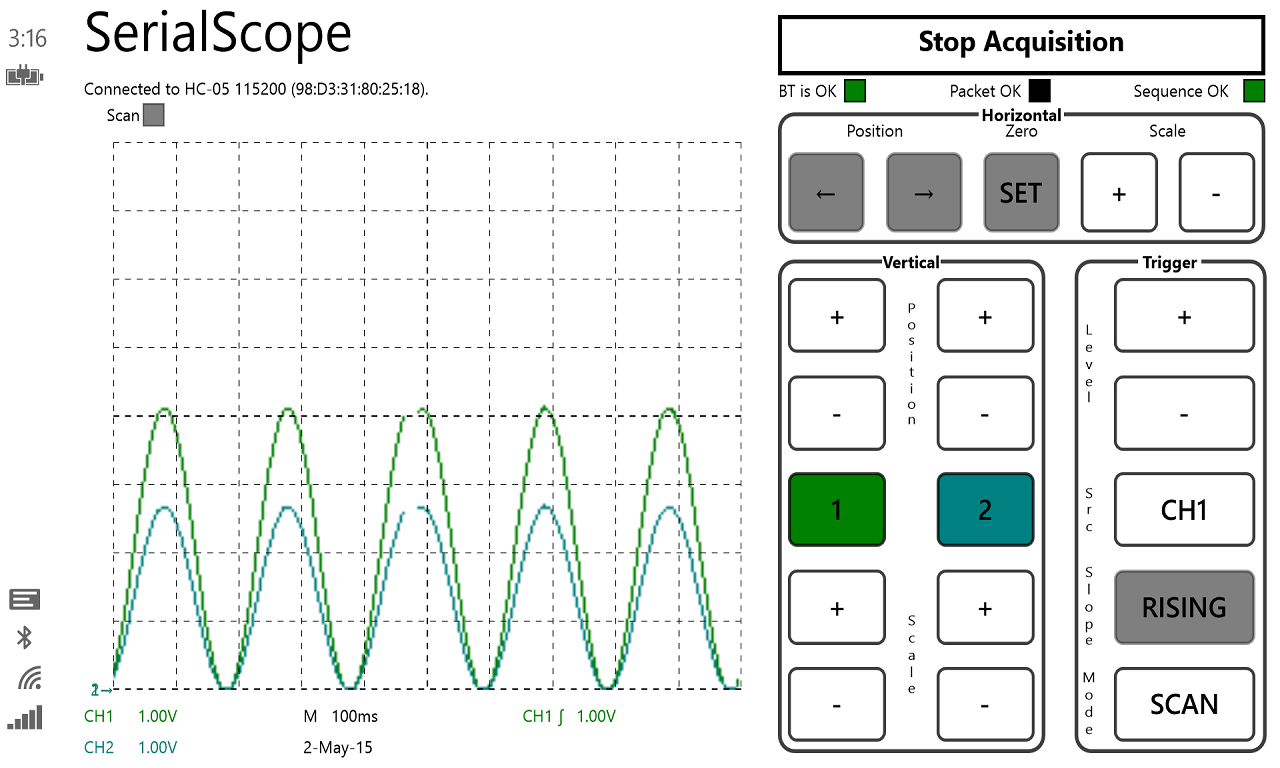 3:16
SerialScope
Connected to HC-05 115200 (98:D3:31:80:25:18).
Scan
CH1 1.00V M 100ms CH1 ∫ 1.00V
CH2 1.00V 2-May-15
Stop Acquisition
BT is OK Packet OK Sequence OK
Horizontal
Position Zero Scale
← → SET + -
Vertical
+ +
Position
- -
1 2
+ +
Scale
- -
Trigger
Level
+
-
Src
CH1
Slope
RISING
Mode
SCAN